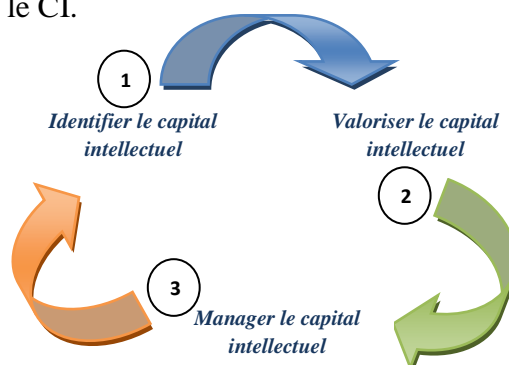 le CI.
1
Identifier le capital
intellectuel
Valoriser le capital
intellectuel
2
3
Manager le capital
intellectuel